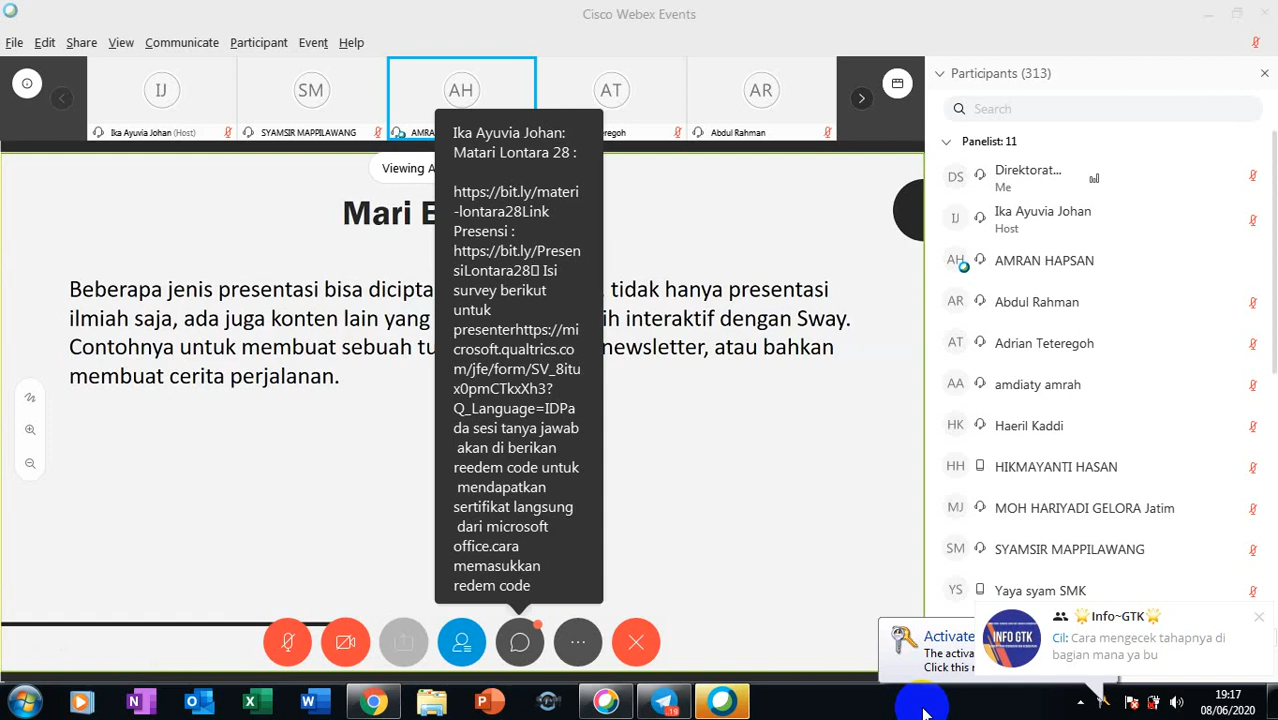 Cisco Webex Events
File Edit Share View Communicate Participant Event Help
IJ
SM
AH
AT
AR
Ika Ayuvia Johan (Host)
SYAMSIR MAPPILAWANG
Abdul Rahman
Viewing A
Mari E
Beberapa jenis presentasi bisa dicipta tidak hanya presentasi
ilmiah saja, ada juga konten lain yang ih interaktif dengan Sway.
Contohnya untuk membuat sebuah tu newsletter, atau bahkan
membuat cerita perjalanan.
Ika Ayuvia Johan:
Matari Lontara 28 :
https://bit.ly/materi
-lontara28Link
Presensi :
https://bit.ly/Presen
siLontara28 Isi
survey berikut
untuk
presenterhttps://mi
crosoft.qualtrics.co
m/jfe/form/SV_8itu
x0pmCTkxXh3?
Q_Language=IDPa
da sesi tanya jawab
akan di berikan
reedem code untuk
mendapatkan
sertifikat langsung
dari microsoft
office.cara
memasukkan
redem code
Participants (313)
Search
Panelist: 11
DS Direktorat...
Me
IJ Ika Ayuvia Johan
Host
AH AMRAN HAPSAN
AR Abdul Rahman
AT Adrian Teteregoh
AA amdiaty amrah
HK Haeril Kaddi
HH HIKMAYANTI HASAN
MJ MOH HARIYADI GELORA Jatim
SM SYAMSIR MAPPILAWANG
YS Yaya syam SMK
Activate
The activa
Click this
INFO GTK
🌟Info~GTK🌟
Cil: Cara mengecek tahapnya di
bagian mana ya bu
19
19:17
08/06/2020